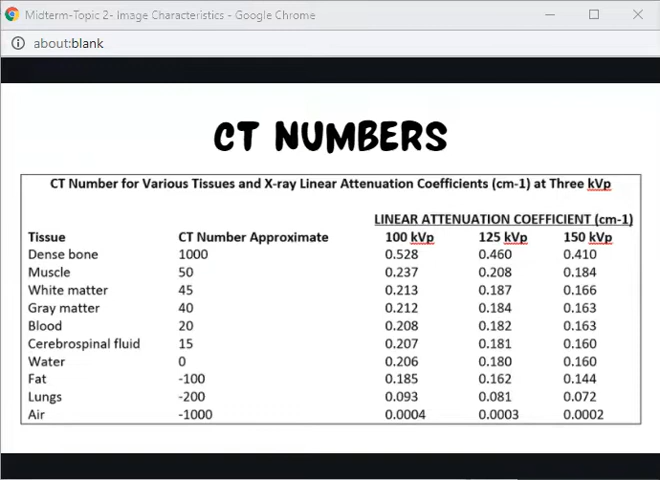 Midterm-Topic 2- Image Characteristics - Google Chrome
about:blank
CT NUMBERS
CT Number for Various Tissues and X-ray Linear Attenuation Coefficients (cm-1) at Three kVp
LINEAR ATTENUATION COEFFICIENT (cm-1)
Tissue CT Number Approximate 100 kVp 125 kVp 150 kVp
Dense bone 1000 0.528 0.460 0.410
Muscle 50 0.237 0.208 0.184
White matter 45 0.213 0.187 0.166
Gray matter 40 0.212 0.184 0.163
Blood 20 0.208 0.182 0.163
Cerebrospinal fluid 15 0.207 0.181 0.160
Water 0 0.206 0.180 0.160
Fat -100 0.185 0.162 0.144
Lungs -200 0.093 0.081 0.072
Air -1000 0.0004 0.0003 0.0002